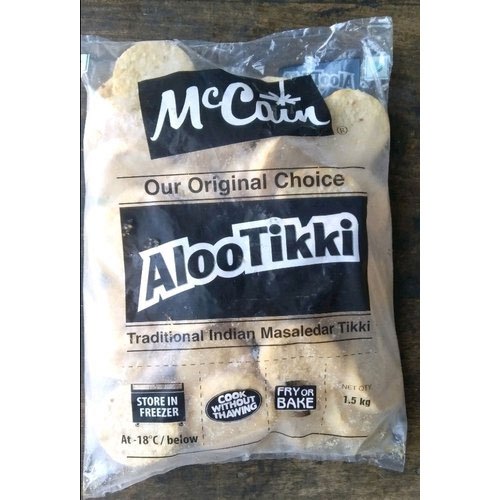 McCain
®
Our Original Choice
AlooTikki
Traditional Indian Masaledar Tikki
STORE IN
FREEZER
At -18°C / below
COOK
WITHOUT
THAWING
FRY OR
BAKE
NET QTY.
1.5 kg
AlooTikki